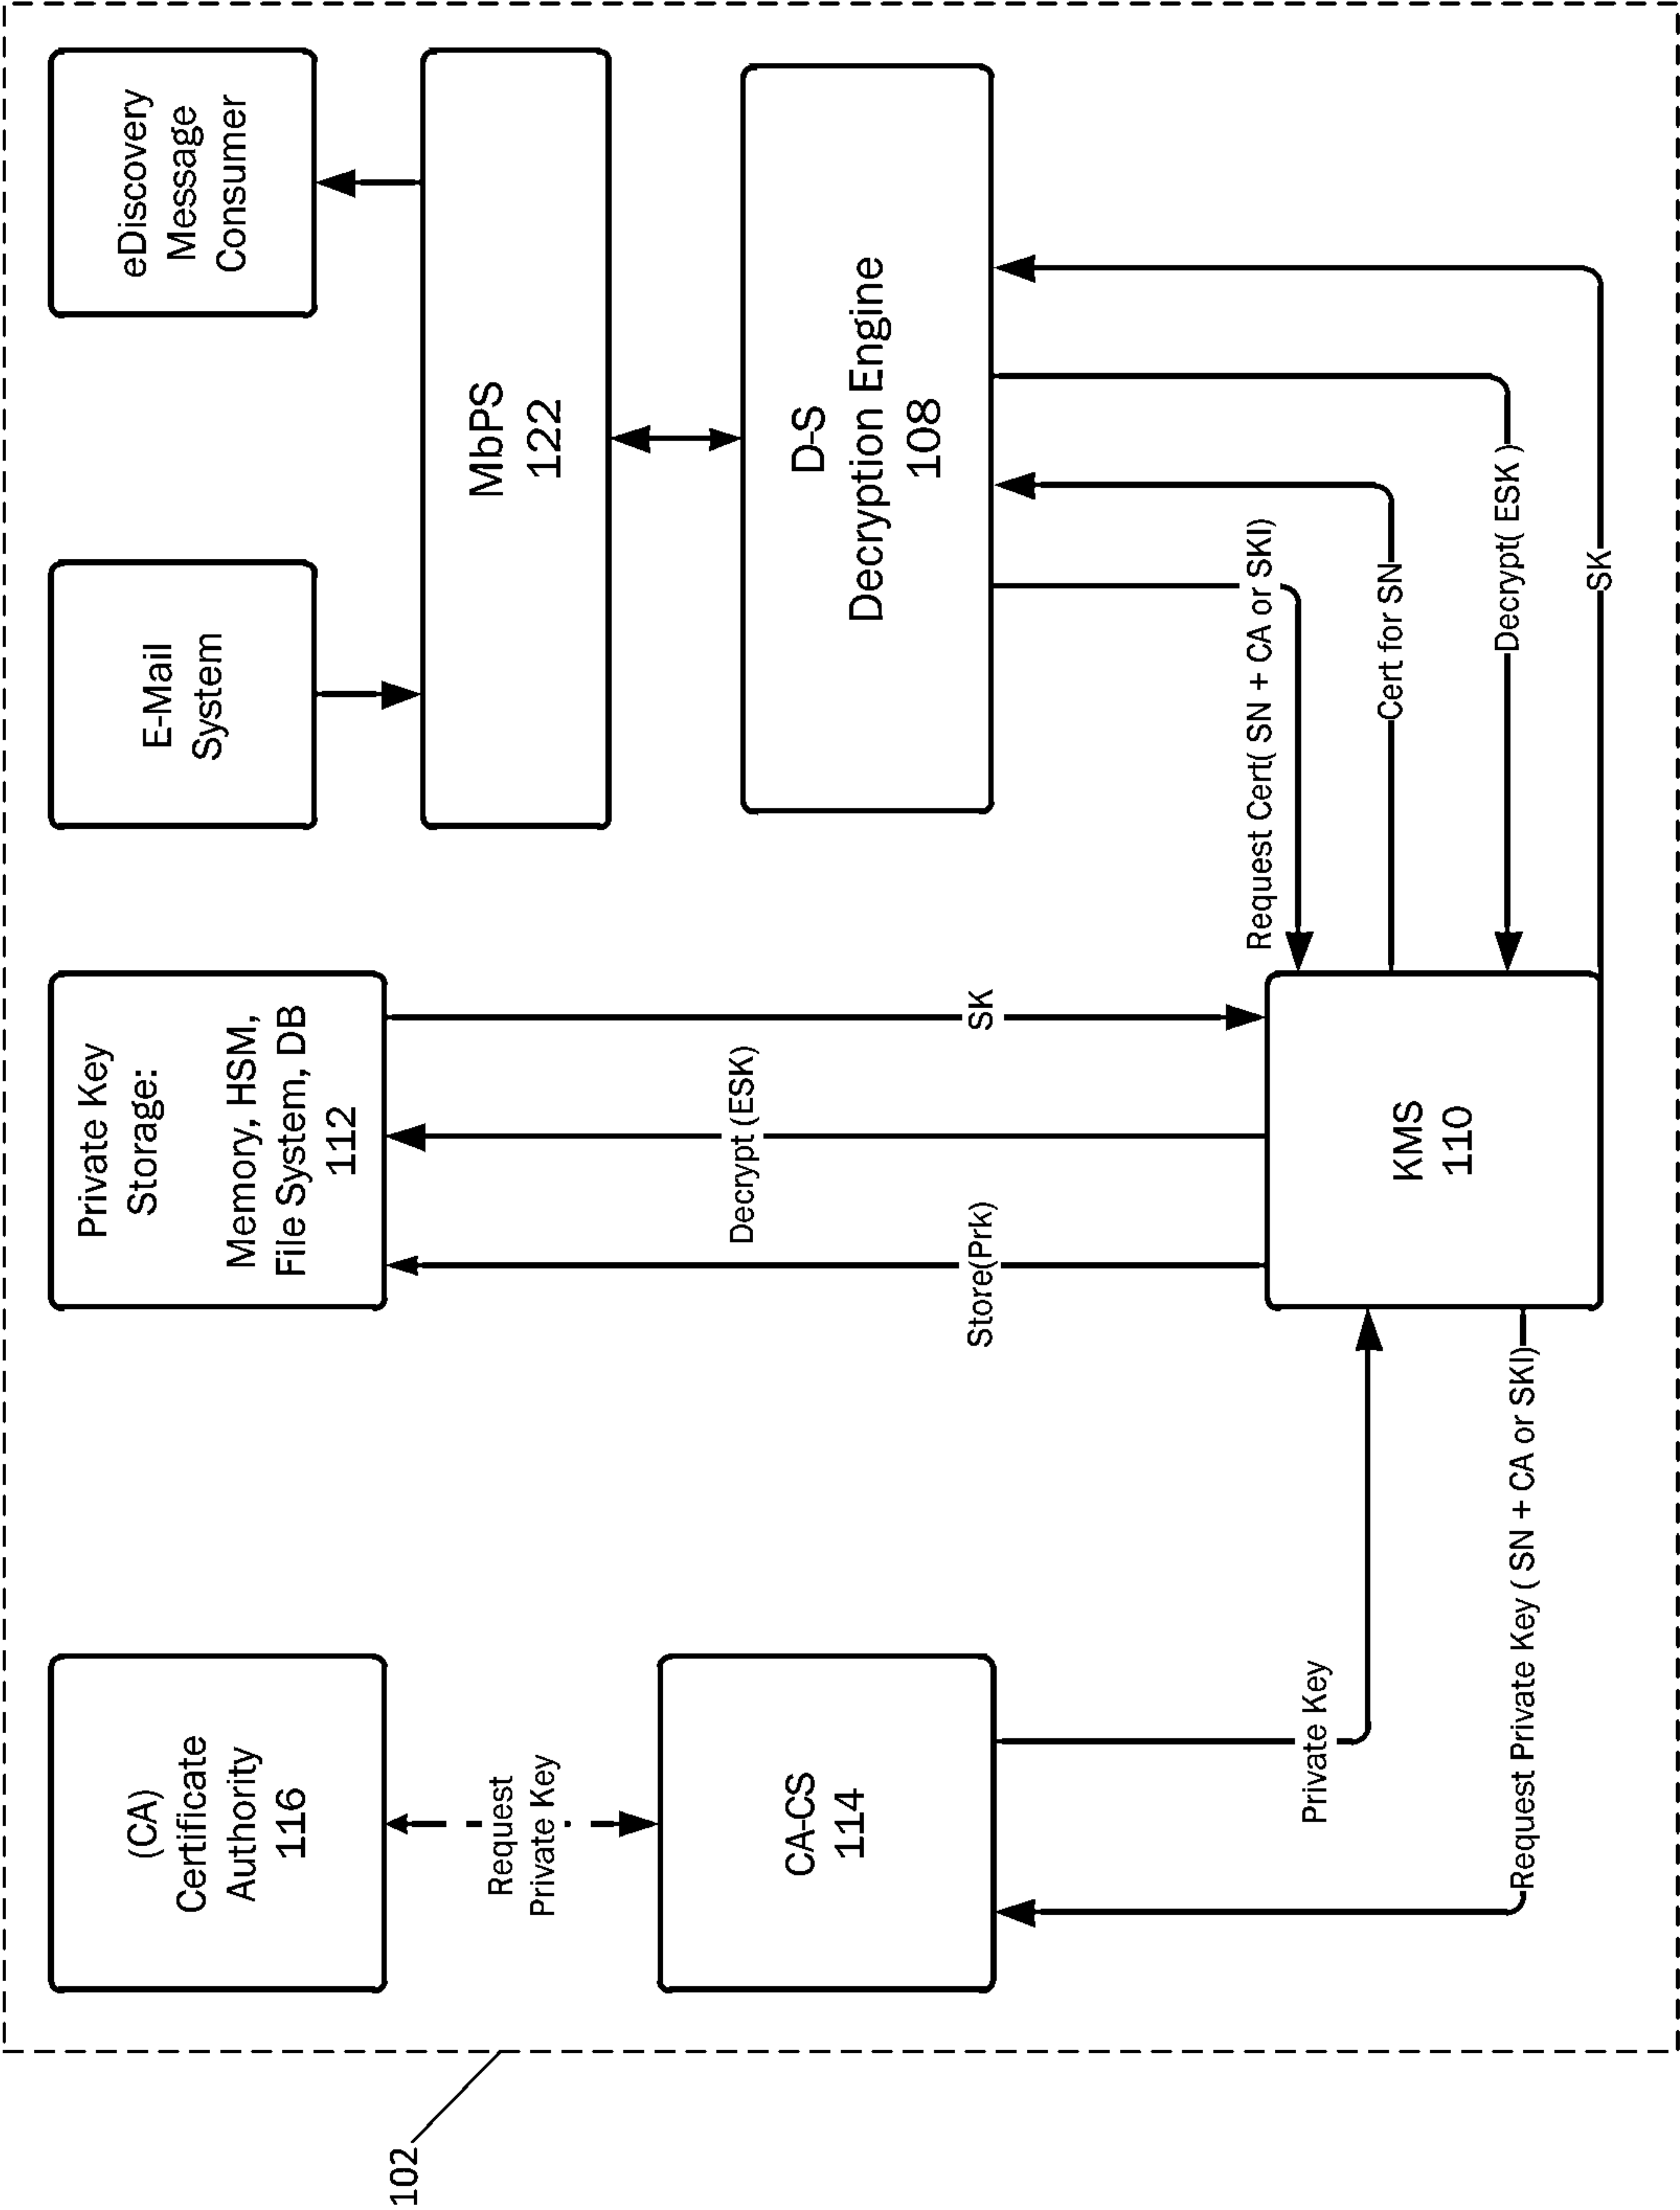 102
(CA)
Certificate
Authority
116
Request
Private Key
CA-CS
114
Private Key
Request Private Key ( SN + CA or SKI)
Private Key
Storage:
Memory, HSM,
File System, DB
112
Store(Prk)
Decrypt (ESK)
SK
KMS
110
E-Mail
System
eDiscovery
Message
Consumer
MbPS
122
D-S
Decryption Engine
108
Request Cert( SN + CA or SKI)
Cert for SN
Decrypt( ESK )
SK